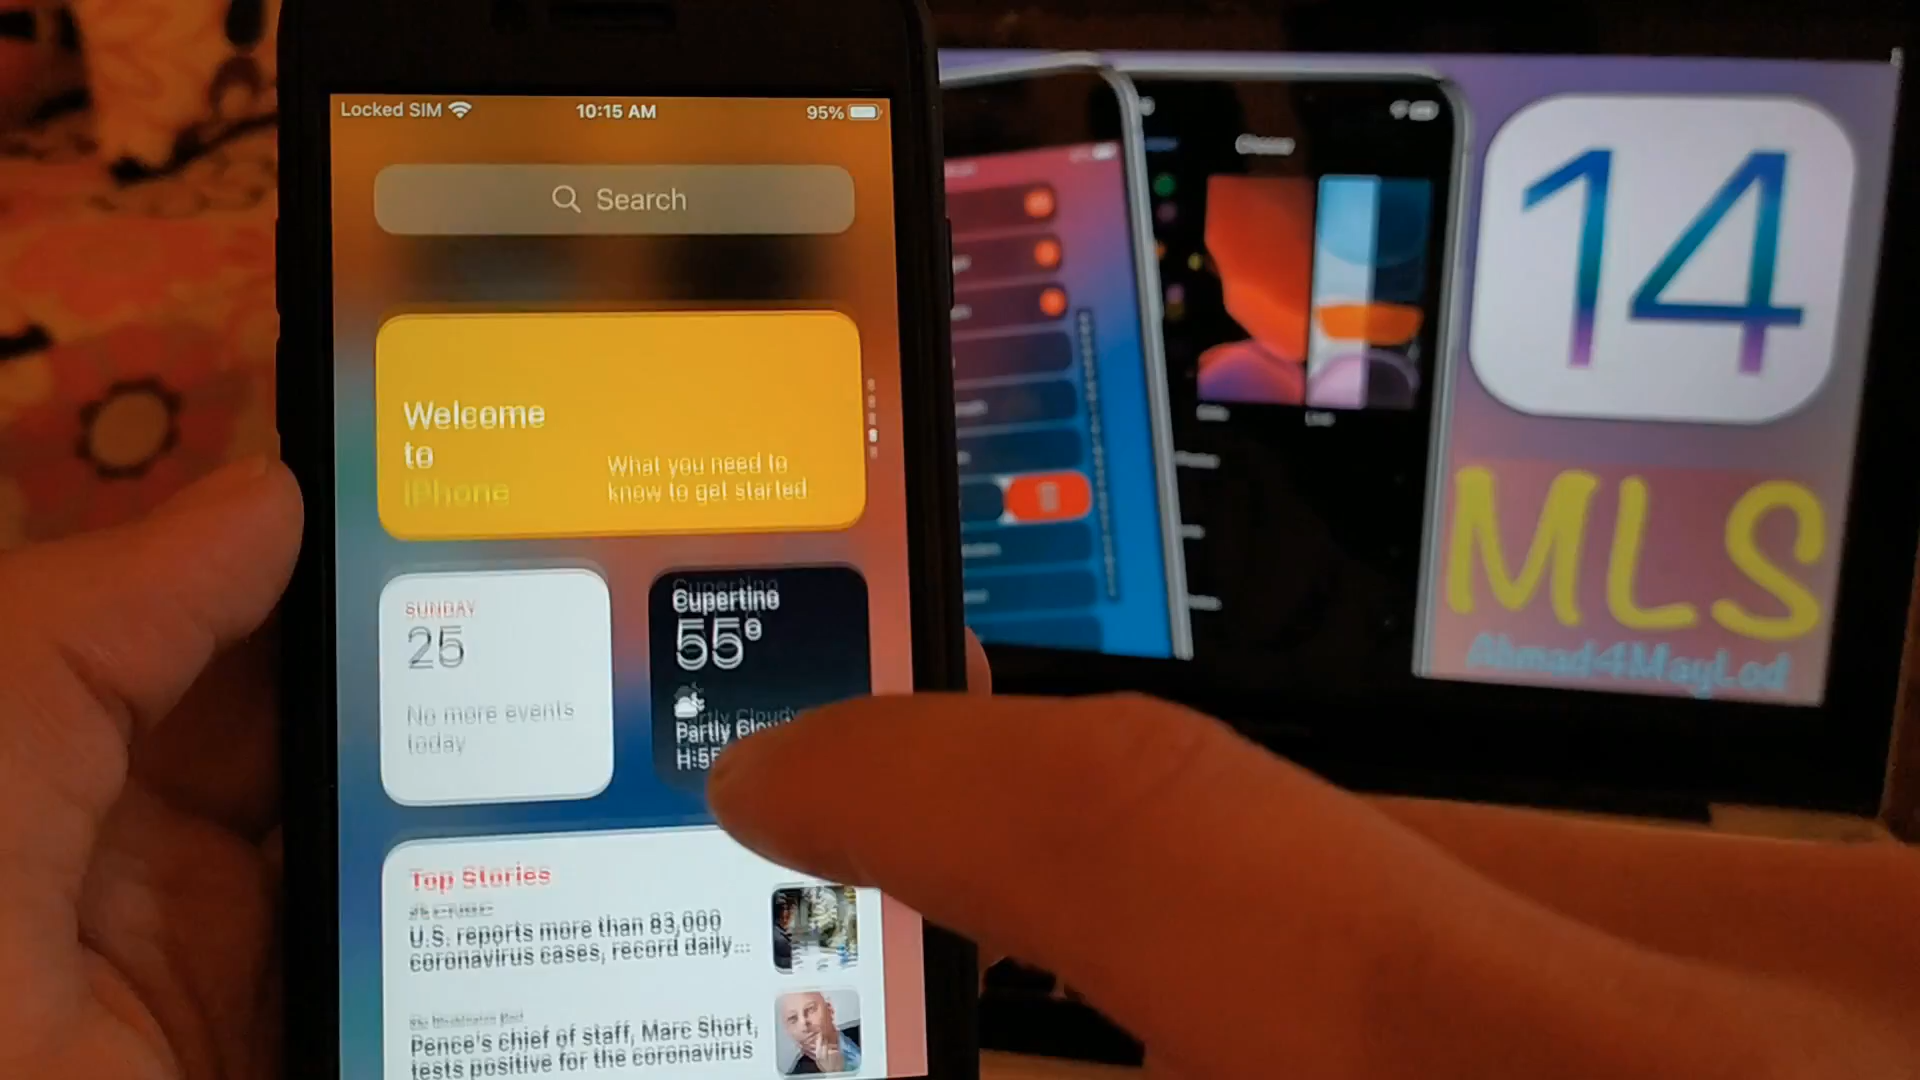 Locked SIM
10:15 AM
95%
Search
Welcome
to
iPhone
What you need to
know to get started
SUNDAY
25
No more events
today
Cupertino
55°
Partly
Top Stories
U.S. reports more than 83,000
coronavirus cases, record daily...
Pence's chief of staff, Marc Short,
tests positive for the coronavirus
Choose
14
MLS
Ahmad4MayLod